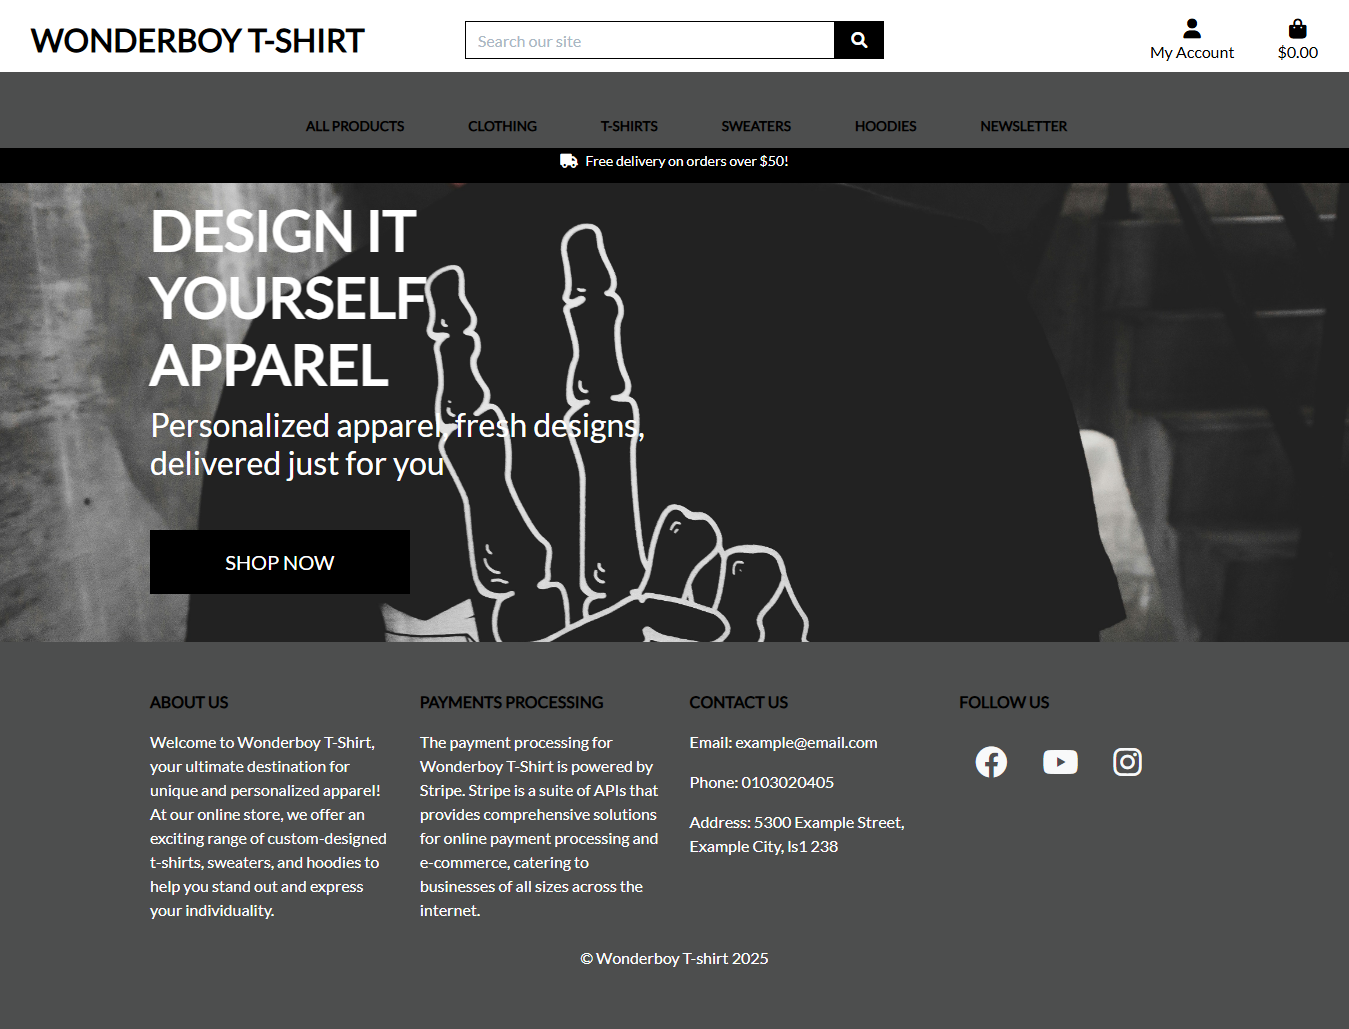 WONDERBOY T-SHIRT
Search our site
My Account
$0.00
ALL PRODUCTS
CLOTHING
T-SHIRTS
SWEATERS
HOODIES
NEWSLETTER
Free delivery on orders over $50!
DESIGN IT
YOURSELF
APPAREL
Personalized apparel, fresh designs,
delivered just for you
SHOP NOW
ABOUT US
Welcome to Wonderboy T-Shirt,
your ultimate destination for
unique and personalized apparel!
At our online store, we offer an
exciting range of custom-designed
t-shirts, sweaters, and hoodies to
help you stand out and express
your individuality.
PAYMENTS PROCESSING
The payment processing for
Wonderboy T-Shirt is powered by
Stripe. Stripe is a suite of APIs that
provides comprehensive solutions
for online payment processing and
e-commerce, catering to
businesses of all sizes across the
internet.
CONTACT US
Email: example@email.com
Phone: 0103020405
Address: 5300 Example Street,
Example City, ls1 238
FOLLOW US
© Wonderboy T-shirt 2025